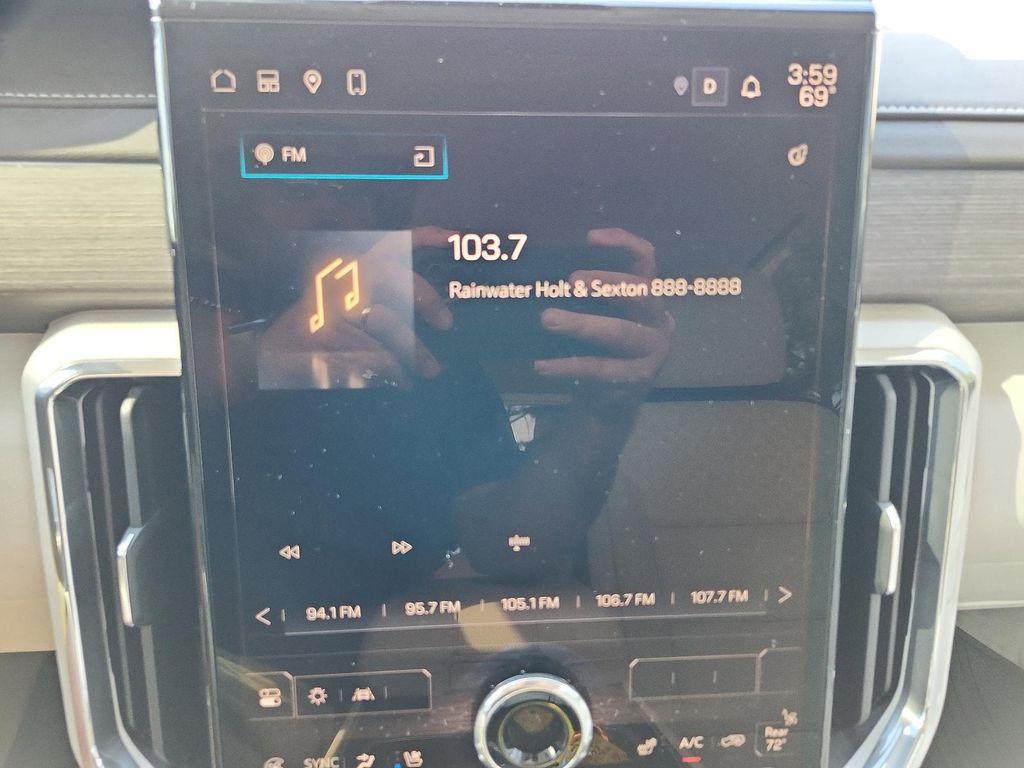 D
3:59
69°
FM
103.7
Rainwater Holt & Sexton 888-8888
94.1 FM
95.7 FM
105.1 FM
106.7 FM
107.7 FM
SYNC
A/C
Rear
72°